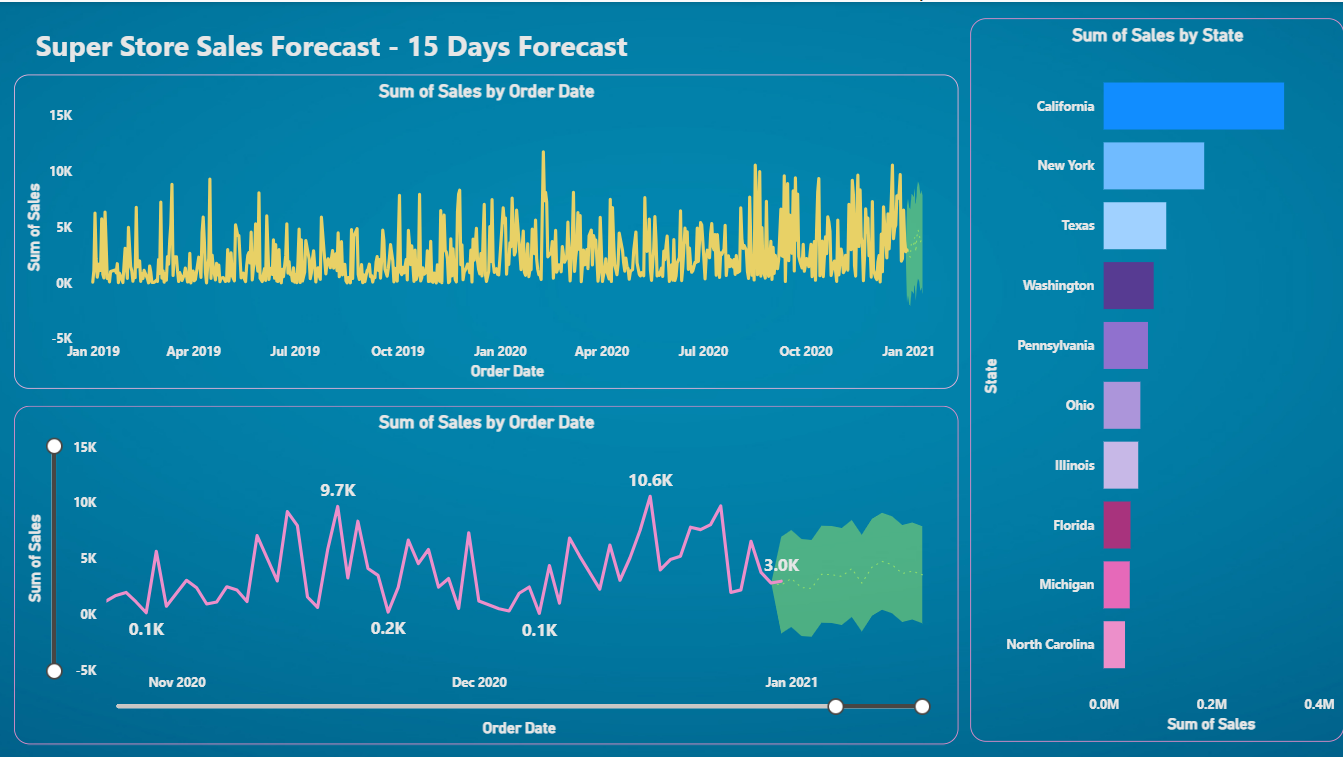 Super Store Sales Forecast - 15 Days Forecast
Sum of Sales by Order Date
15K
10K
5K
0K
-5K
Sum of Sales
Jan 2019 Apr 2019 Jul 2019 Oct 2019 Jan 2020 Apr 2020 Jul 2020 Oct 2020 Jan 2021
Order Date
Sum of Sales by Order Date
15K
10K
5K
0K
-5K
Sum of Sales
9.7K
10.6K
3.0K
0.1K
0.2K
0.1K
Nov 2020 Dec 2020 Jan 2021
Order Date
Sum of Sales by State
State
California
New York
Texas
Washington
Pennsylvania
Ohio
Illinois
Florida
Michigan
North Carolina
0.0M 0.2M 0.4M
Sum of Sales